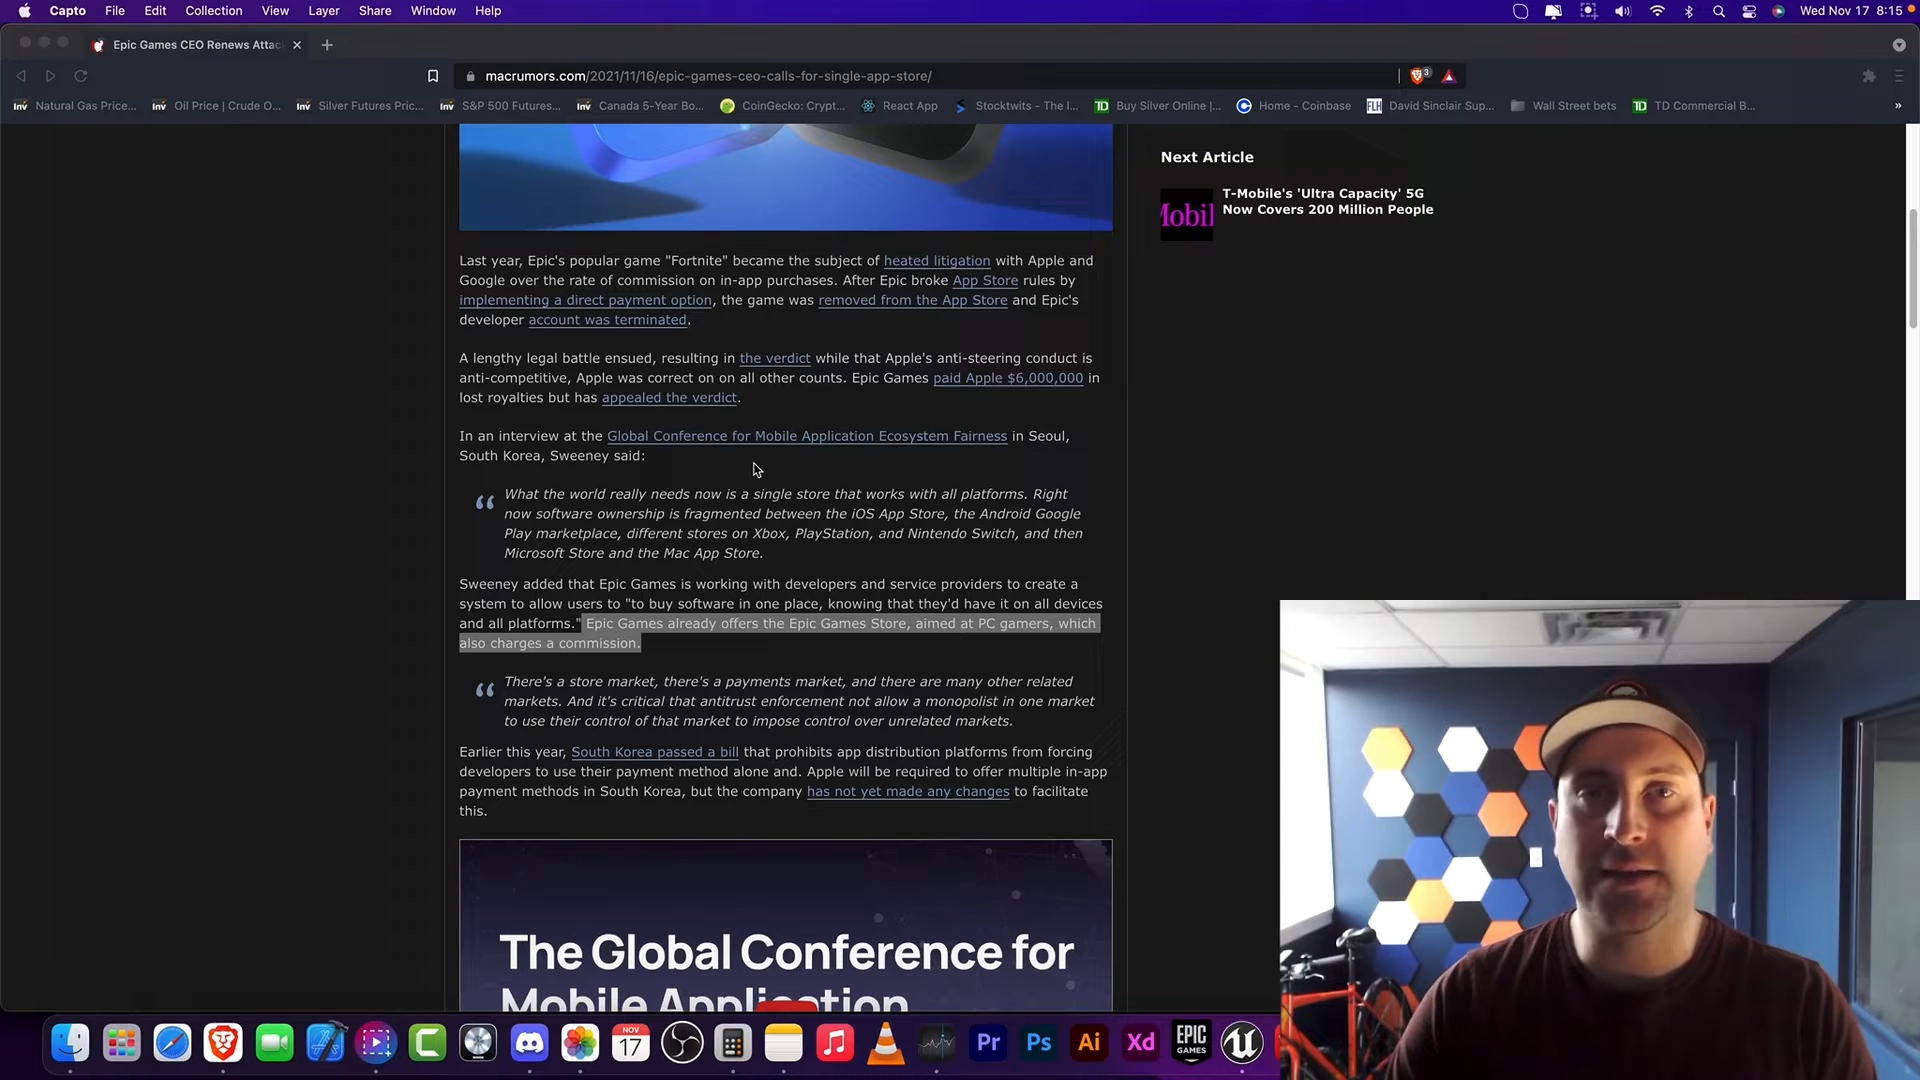 Capto File Edit Collection View Layer Share Window Help Wed Nov 17 8:15
Epic Games CEO Renews Attac
macrumors.com/2021/11/16/epic-games-ceo-calls-for-single-app-store/ 3
Inv Natural Gas Price... Inv Oil Price | Crude O... Inv Silver Futures Pric... Inv S&P 500 Futures... Inv Canada 5-Year Bo... CoinGecko: Crypt... React App Stocktwits - The l... TD Buy Silver Online |... Home - Coinbase FLH David Sinclair Sup... Wall Street bets TD TD Commercial B... »
Next Article
Mobil
T-Mobile's 'Ultra Capacity' 5G
Now Covers 200 Million People
Last year, Epic's popular game "Fortnite" became the subject of heated litigation with Apple and
Google over the rate of commission on in-app purchases. After Epic broke App Store rules by
implementing a direct payment option, the game was removed from the App Store and Epic's
developer account was terminated.
A lengthy legal battle ensued, resulting in the verdict while that Apple's anti-steering conduct is
anti-competitive, Apple was correct on on all other counts. Epic Games paid Apple $6,000,000 in
lost royalties but has appealed the verdict.
In an interview at the Global Conference for Mobile Application Ecosystem Fairness in Seoul,
South Korea, Sweeney said:
“ What the world really needs now is a single store that works with all platforms. Right
now software ownership is fragmented between the iOS App Store, the Android Google
Play marketplace, different stores on Xbox, PlayStation, and Nintendo Switch, and then
Microsoft Store and the Mac App Store.
Sweeney added that Epic Games is working with developers and service providers to create a
system to allow users to "to buy software in one place, knowing that they'd have it on all devices
and all platforms." Epic Games already offers the Epic Games Store, aimed at PC gamers, which
also charges a commission.
“ There's a store market, there's a payments market, and there are many other related
markets. And it's critical that antitrust enforcement not allow a monopolist in one market
to use their control of that market to impose control over unrelated markets.
Earlier this year, South Korea passed a bill that prohibits app distribution platforms from forcing
developers to use their payment method alone and. Apple will be required to offer multiple in-app
payment methods in South Korea, but the company has not yet made any changes to facilitate
this.
The Global Conference for
Mobile Application
NOV
17
Pr Ps Ai Xd
EPIC
GAMES